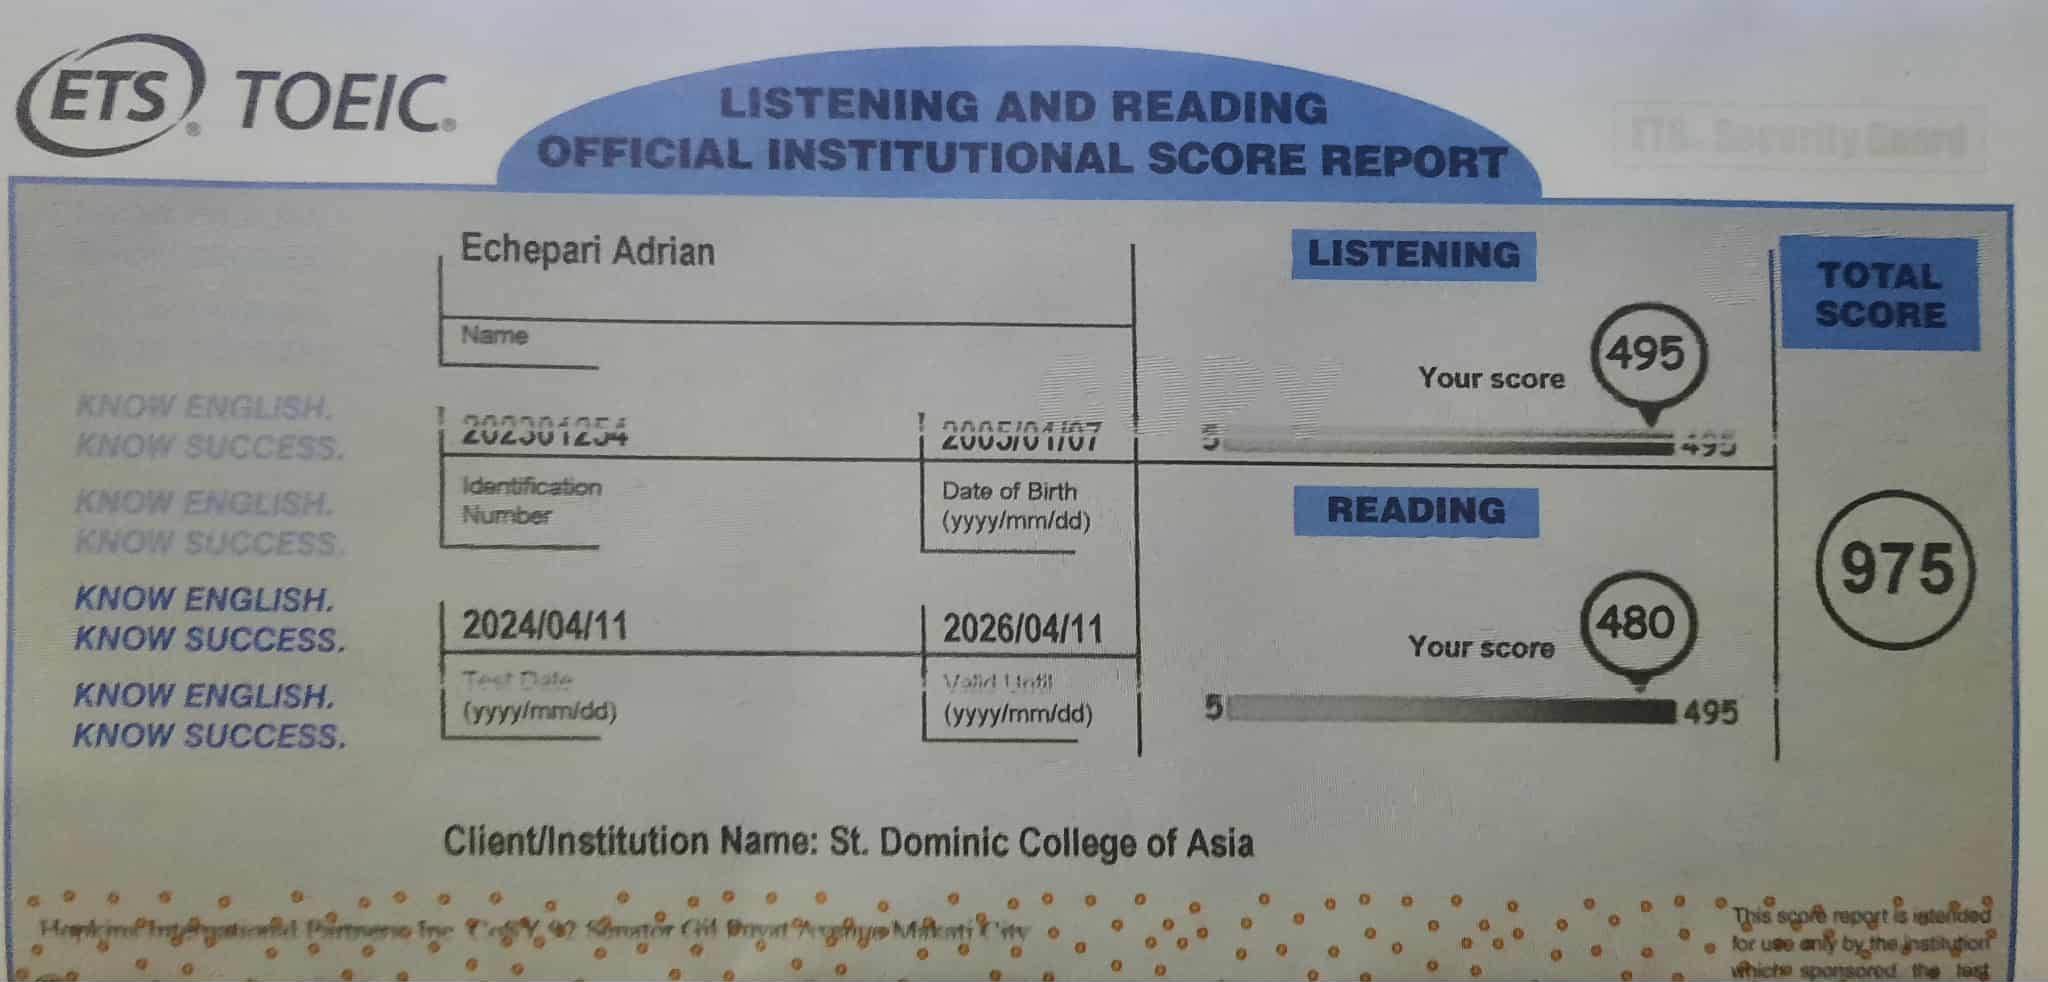 ETS® TOEIC®
LISTENING AND READING
OFFICIAL INSTITUTIONAL SCORE REPORT
ETS. Security Guard
Echepari Adrian
Name
202301254
Identification
Number
2005/01/07
Date of Birth
(yyyy/mm/dd)
2024/04/11
Test Date
(yyyy/mm/dd)
2026/04/11
Valid Until
(yyyy/mm/dd)
COPY
LISTENING
Your score
495
5 495
READING
Your score
480
5 495
TOTAL
SCORE
975
KNOW ENGLISH.
KNOW SUCCESS.
KNOW ENGLISH.
KNOW SUCCESS.
KNOW ENGLISH.
KNOW SUCCESS.
KNOW ENGLISH.
KNOW SUCCESS.
Client/Institution Name: St. Dominic College of Asia
Hopkins International Partners Inc Senator Gil Puyat Makati City
This score report is intended
for use only by the institution
which sponsored the test